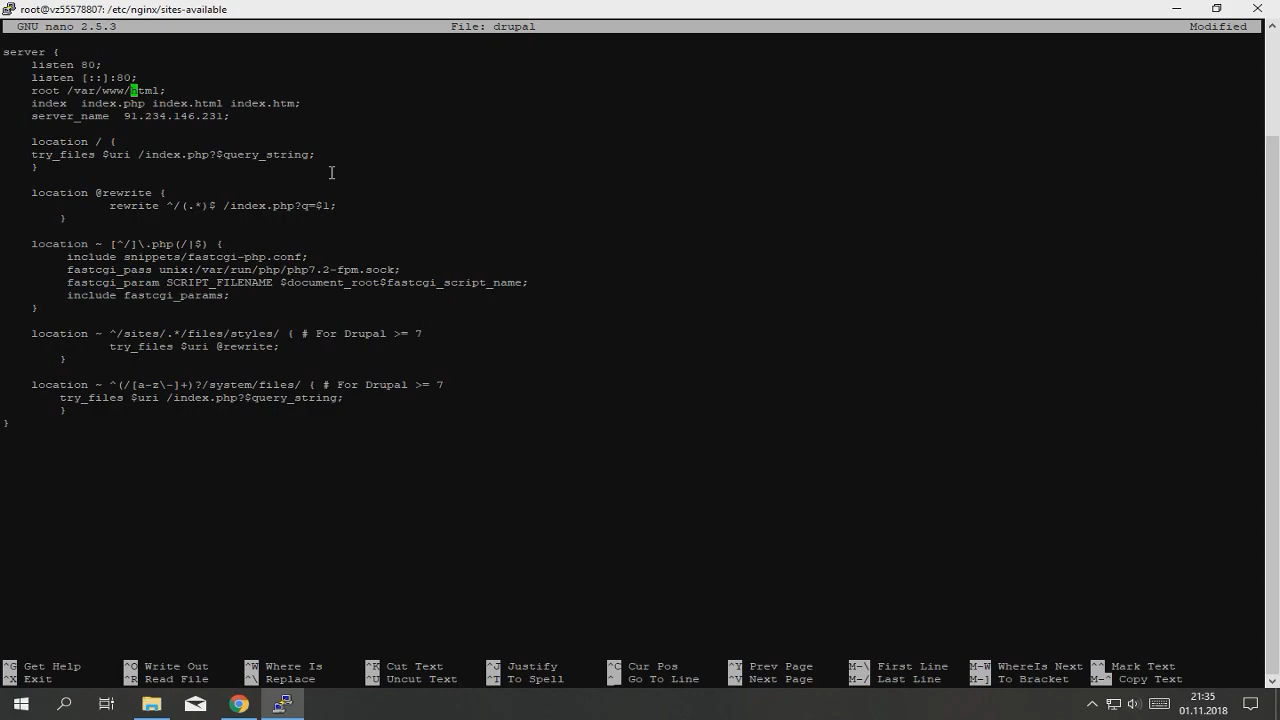 root@vz55578807: /etc/nginx/sites-available
GNU nano 2.5.3 File: drupal Modified
server {
listen 80;
listen [::]:80;
root /var/www/html;
index  index.php index.html index.htm;
server_name  91.234.146.231;
location / {
try_files $uri /index.php?$query_string;
}
location @rewrite {
rewrite ^/(.*)$ /index.php?q=$1;
}
location ~ [^/]\.php(/|$) {
include snippets/fastcgi-php.conf;
fastcgi_pass unix:/var/run/php/php7.2-fpm.sock;
fastcgi_param SCRIPT_FILENAME $document_root$fastcgi_script_name;
include fastcgi_params;
}
location ~ ^/sites/.*/files/styles/ { # For Drupal >= 7
try_files $uri @rewrite;
}
location ~ ^(/[a-z\-]+)?/system/files/ { # For Drupal >= 7
try_files $uri /index.php?$query_string;
}
}
^G Get Help ^O Write Out ^W Where Is ^K Cut Text ^J Justify ^C Cur Pos ^Y Prev Page M-\ First Line M-W WhereIs Next ^^ Mark Text
^X Exit ^R Read File ^\ Replace ^U Uncut Text ^T To Spell ^_ Go To Line ^V Next Page M-/ Last Line M-] To Bracket M-^ Copy Text
21:35
01.11.2018